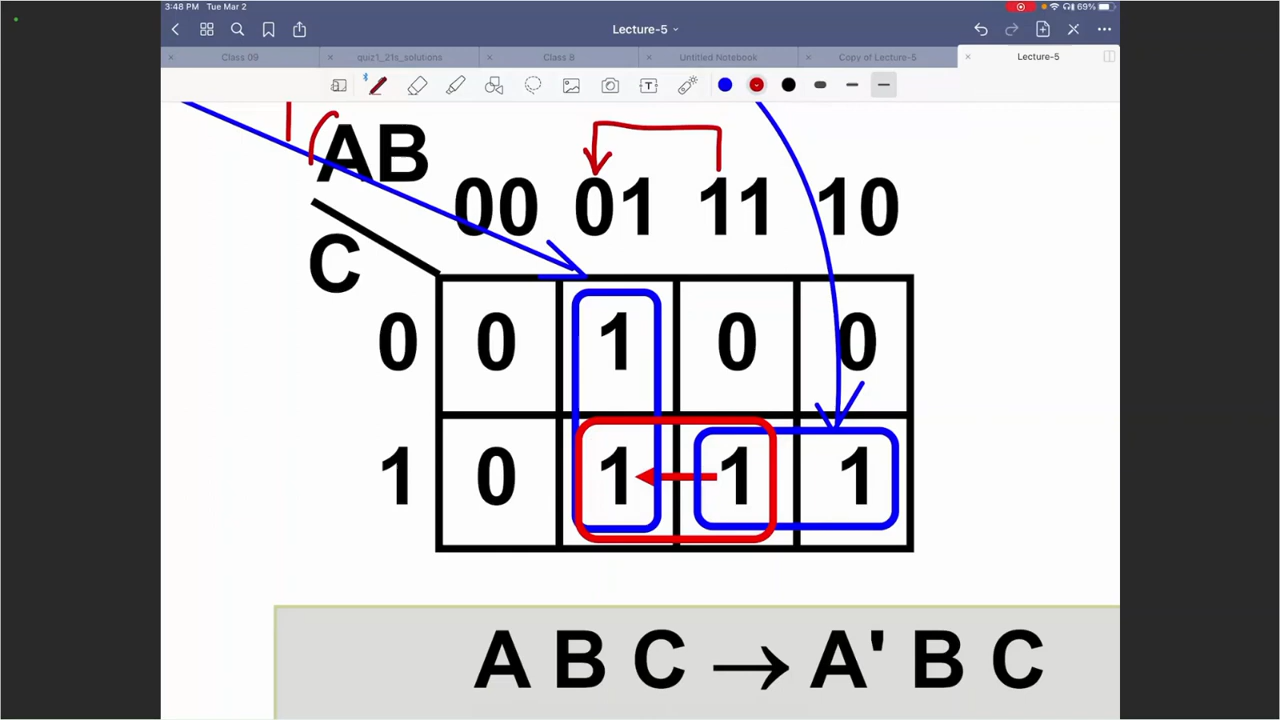 3:48 PM Tue Mar 2
69%
Lecture-5
Class 09
quiz1_21s_solutions
Class 8
Untitled Notebook
Copy of Lecture-5
Lecture-5
AB
00 01 11 10
C
0 0 1 0 0
1 0 1 1 1
A B C → A' B C